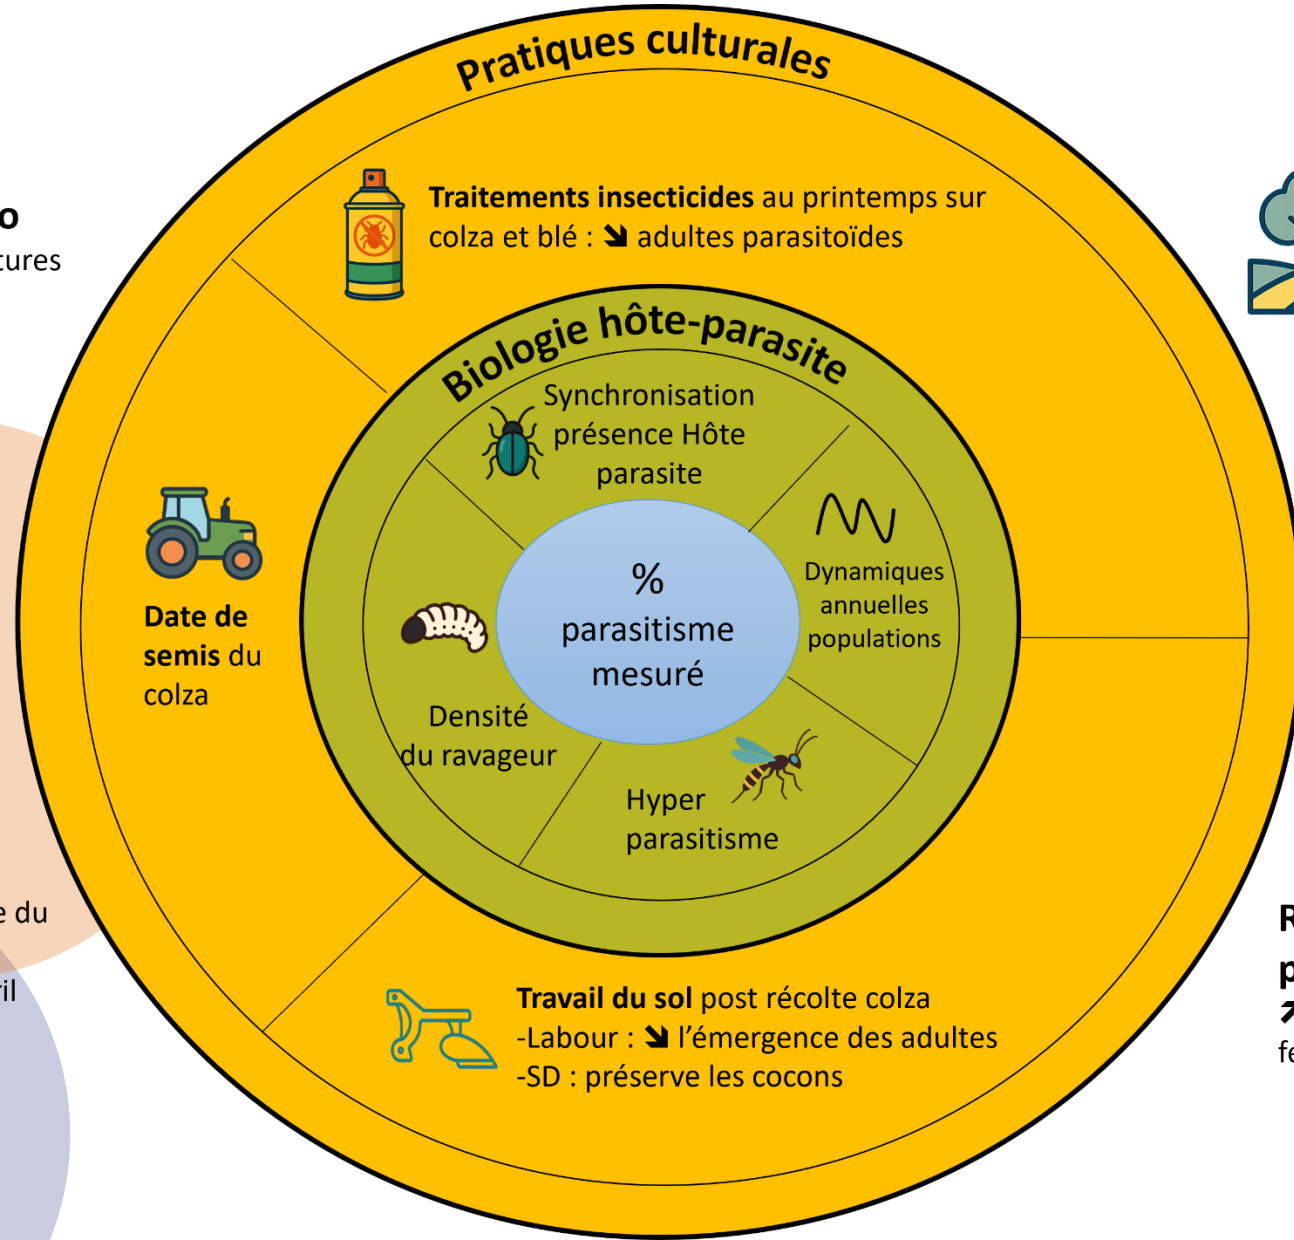 Pratiques culturales
Traitements insecticides au printemps sur
colza et blé : ↘ adultes parasitoïdes
Biologie hôte-parasite
Synchronisation
présence Hôte
parasite
Dynamiques
annuelles
populations
%
parasitisme
mesuré
Date de
semis du
colza
Densité
du ravageur
Hyper
parasitisme
Travail du sol post récolte colza
-Labour : ↘ l’émergence des adultes
-SD : préserve les cocons
du